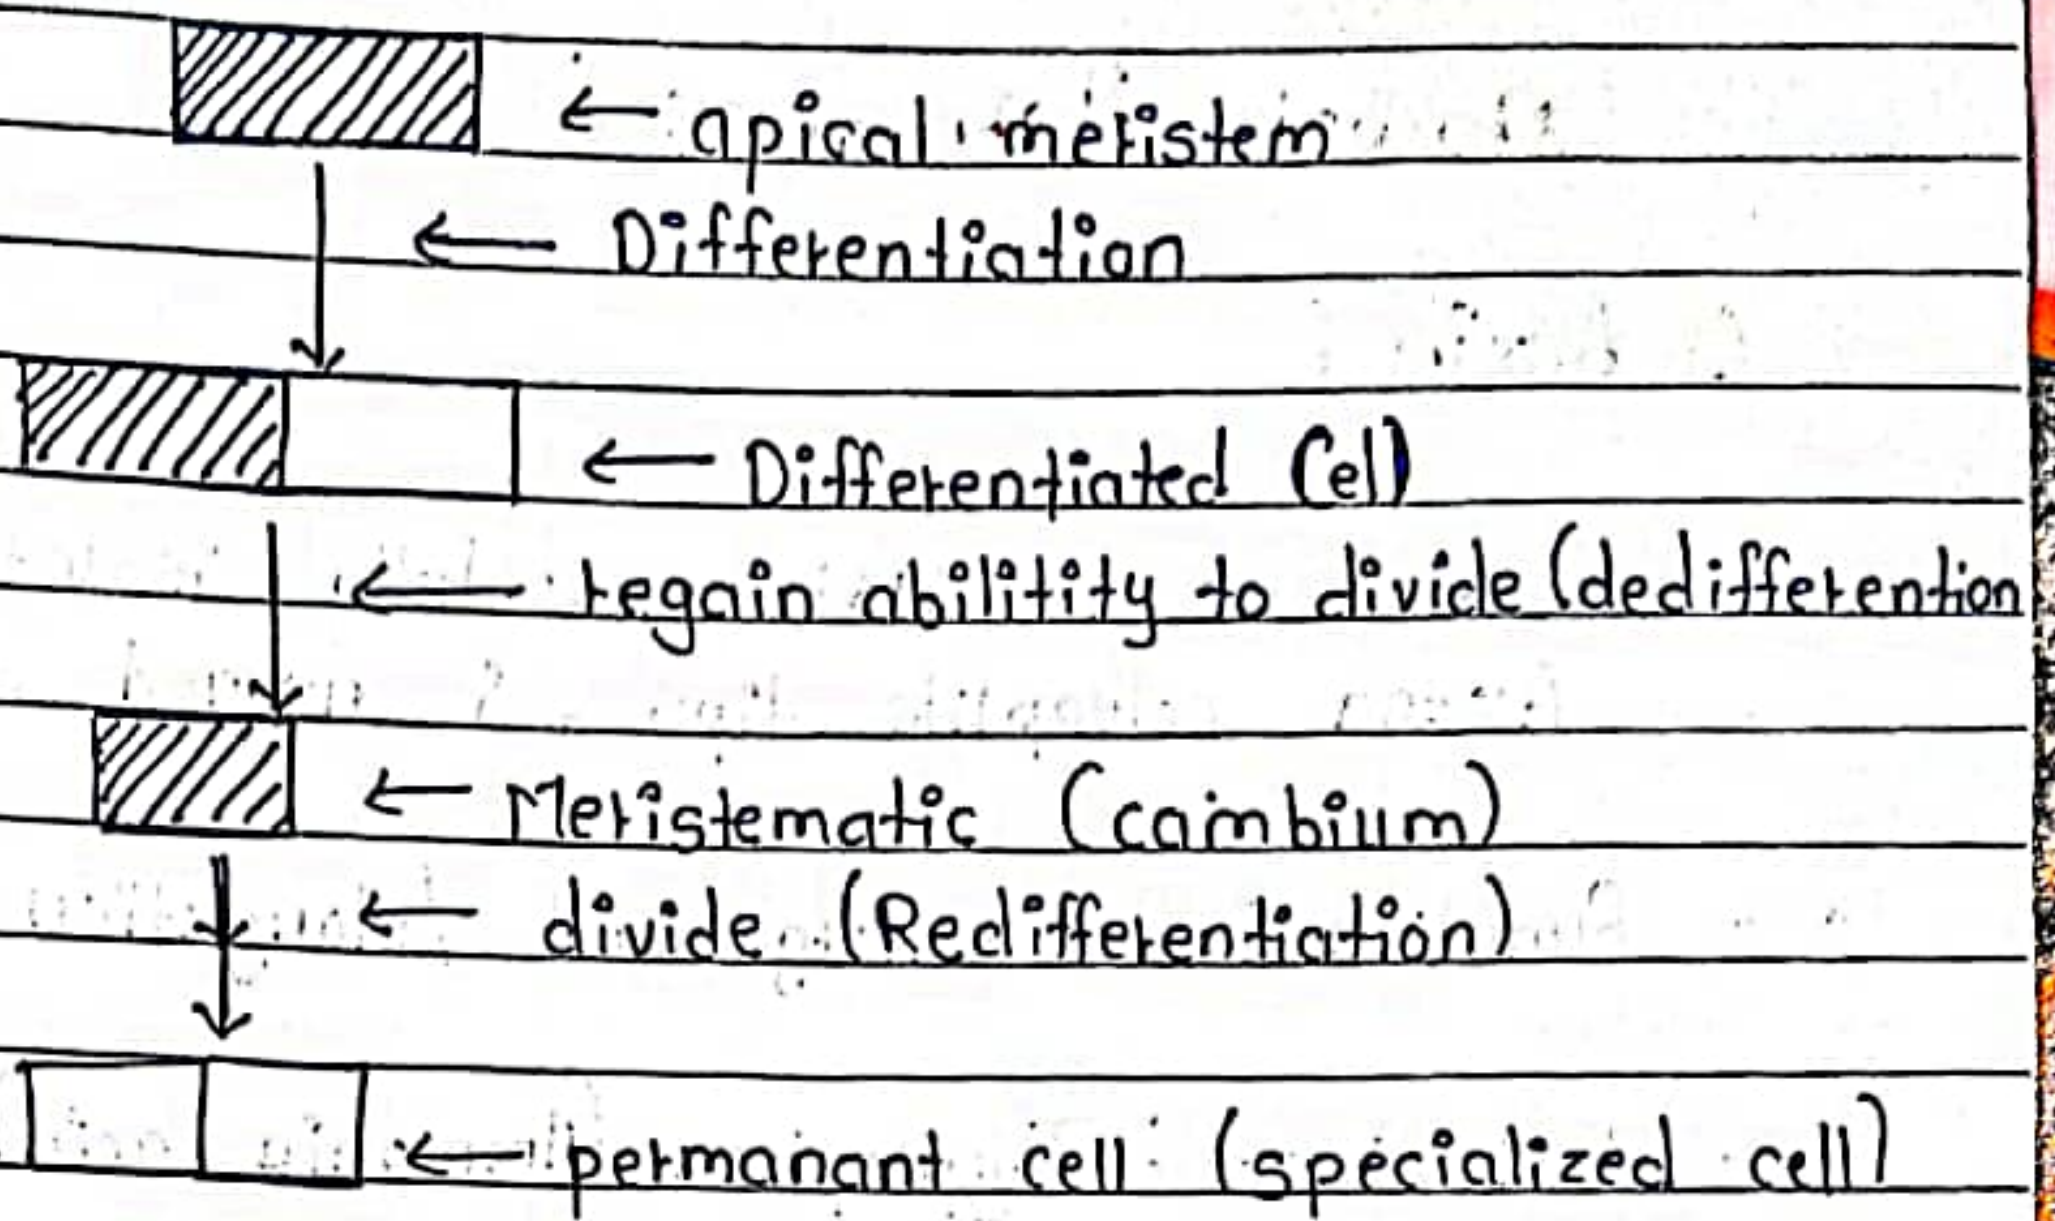 ← apical meristem
← Differentiation
← Differentiated Cell
← regain abilitity to divide (dedifferention
← Meristematic (cambium)
← divide (Redifferentiation)
← permanant cell (specialized cell)